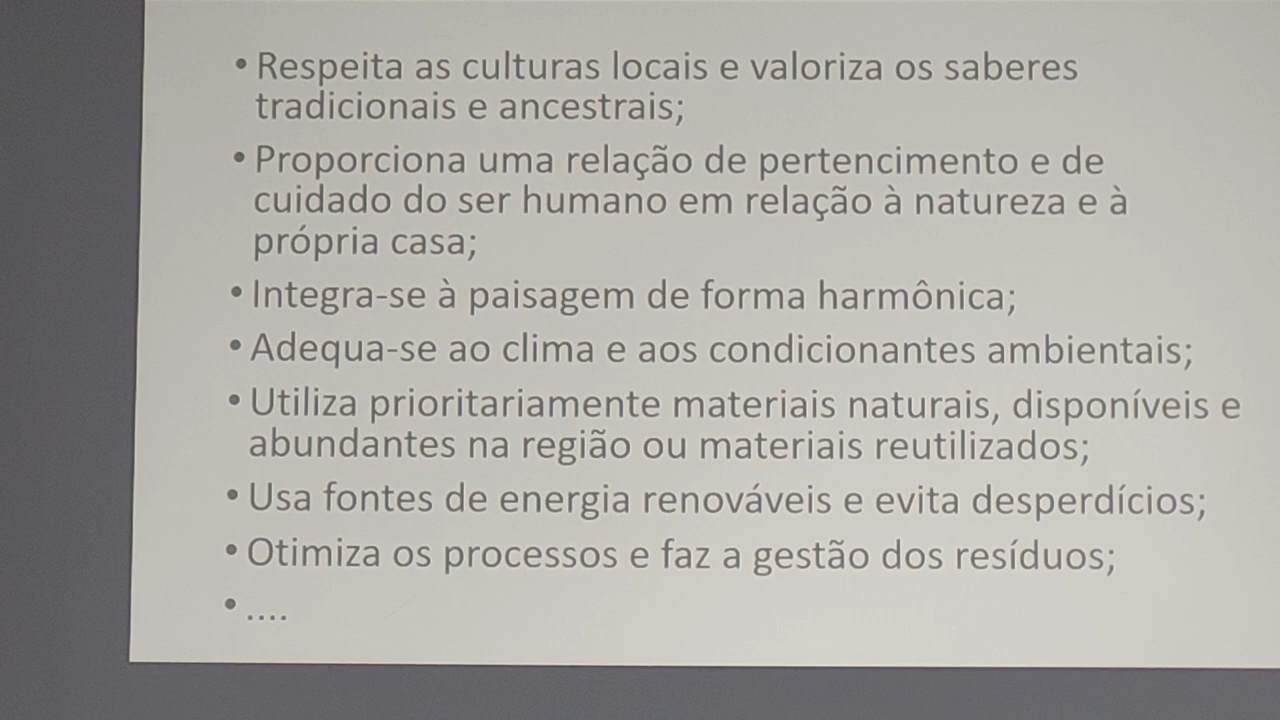 • Respeita as culturas locais e valoriza os saberes
tradicionais e ancestrais;
• Proporciona uma relação de pertencimento e de
cuidado do ser humano em relação à natureza e à
própria casa;
• Integra-se à paisagem de forma harmônica;
• Adequa-se ao clima e aos condicionantes ambientais;
• Utiliza prioritariamente materiais naturais, disponíveis e
abundantes na região ou materiais reutilizados;
• Usa fontes de energia renováveis e evita desperdícios;
• Otimiza os processos e faz a gestão dos resíduos;
• ....